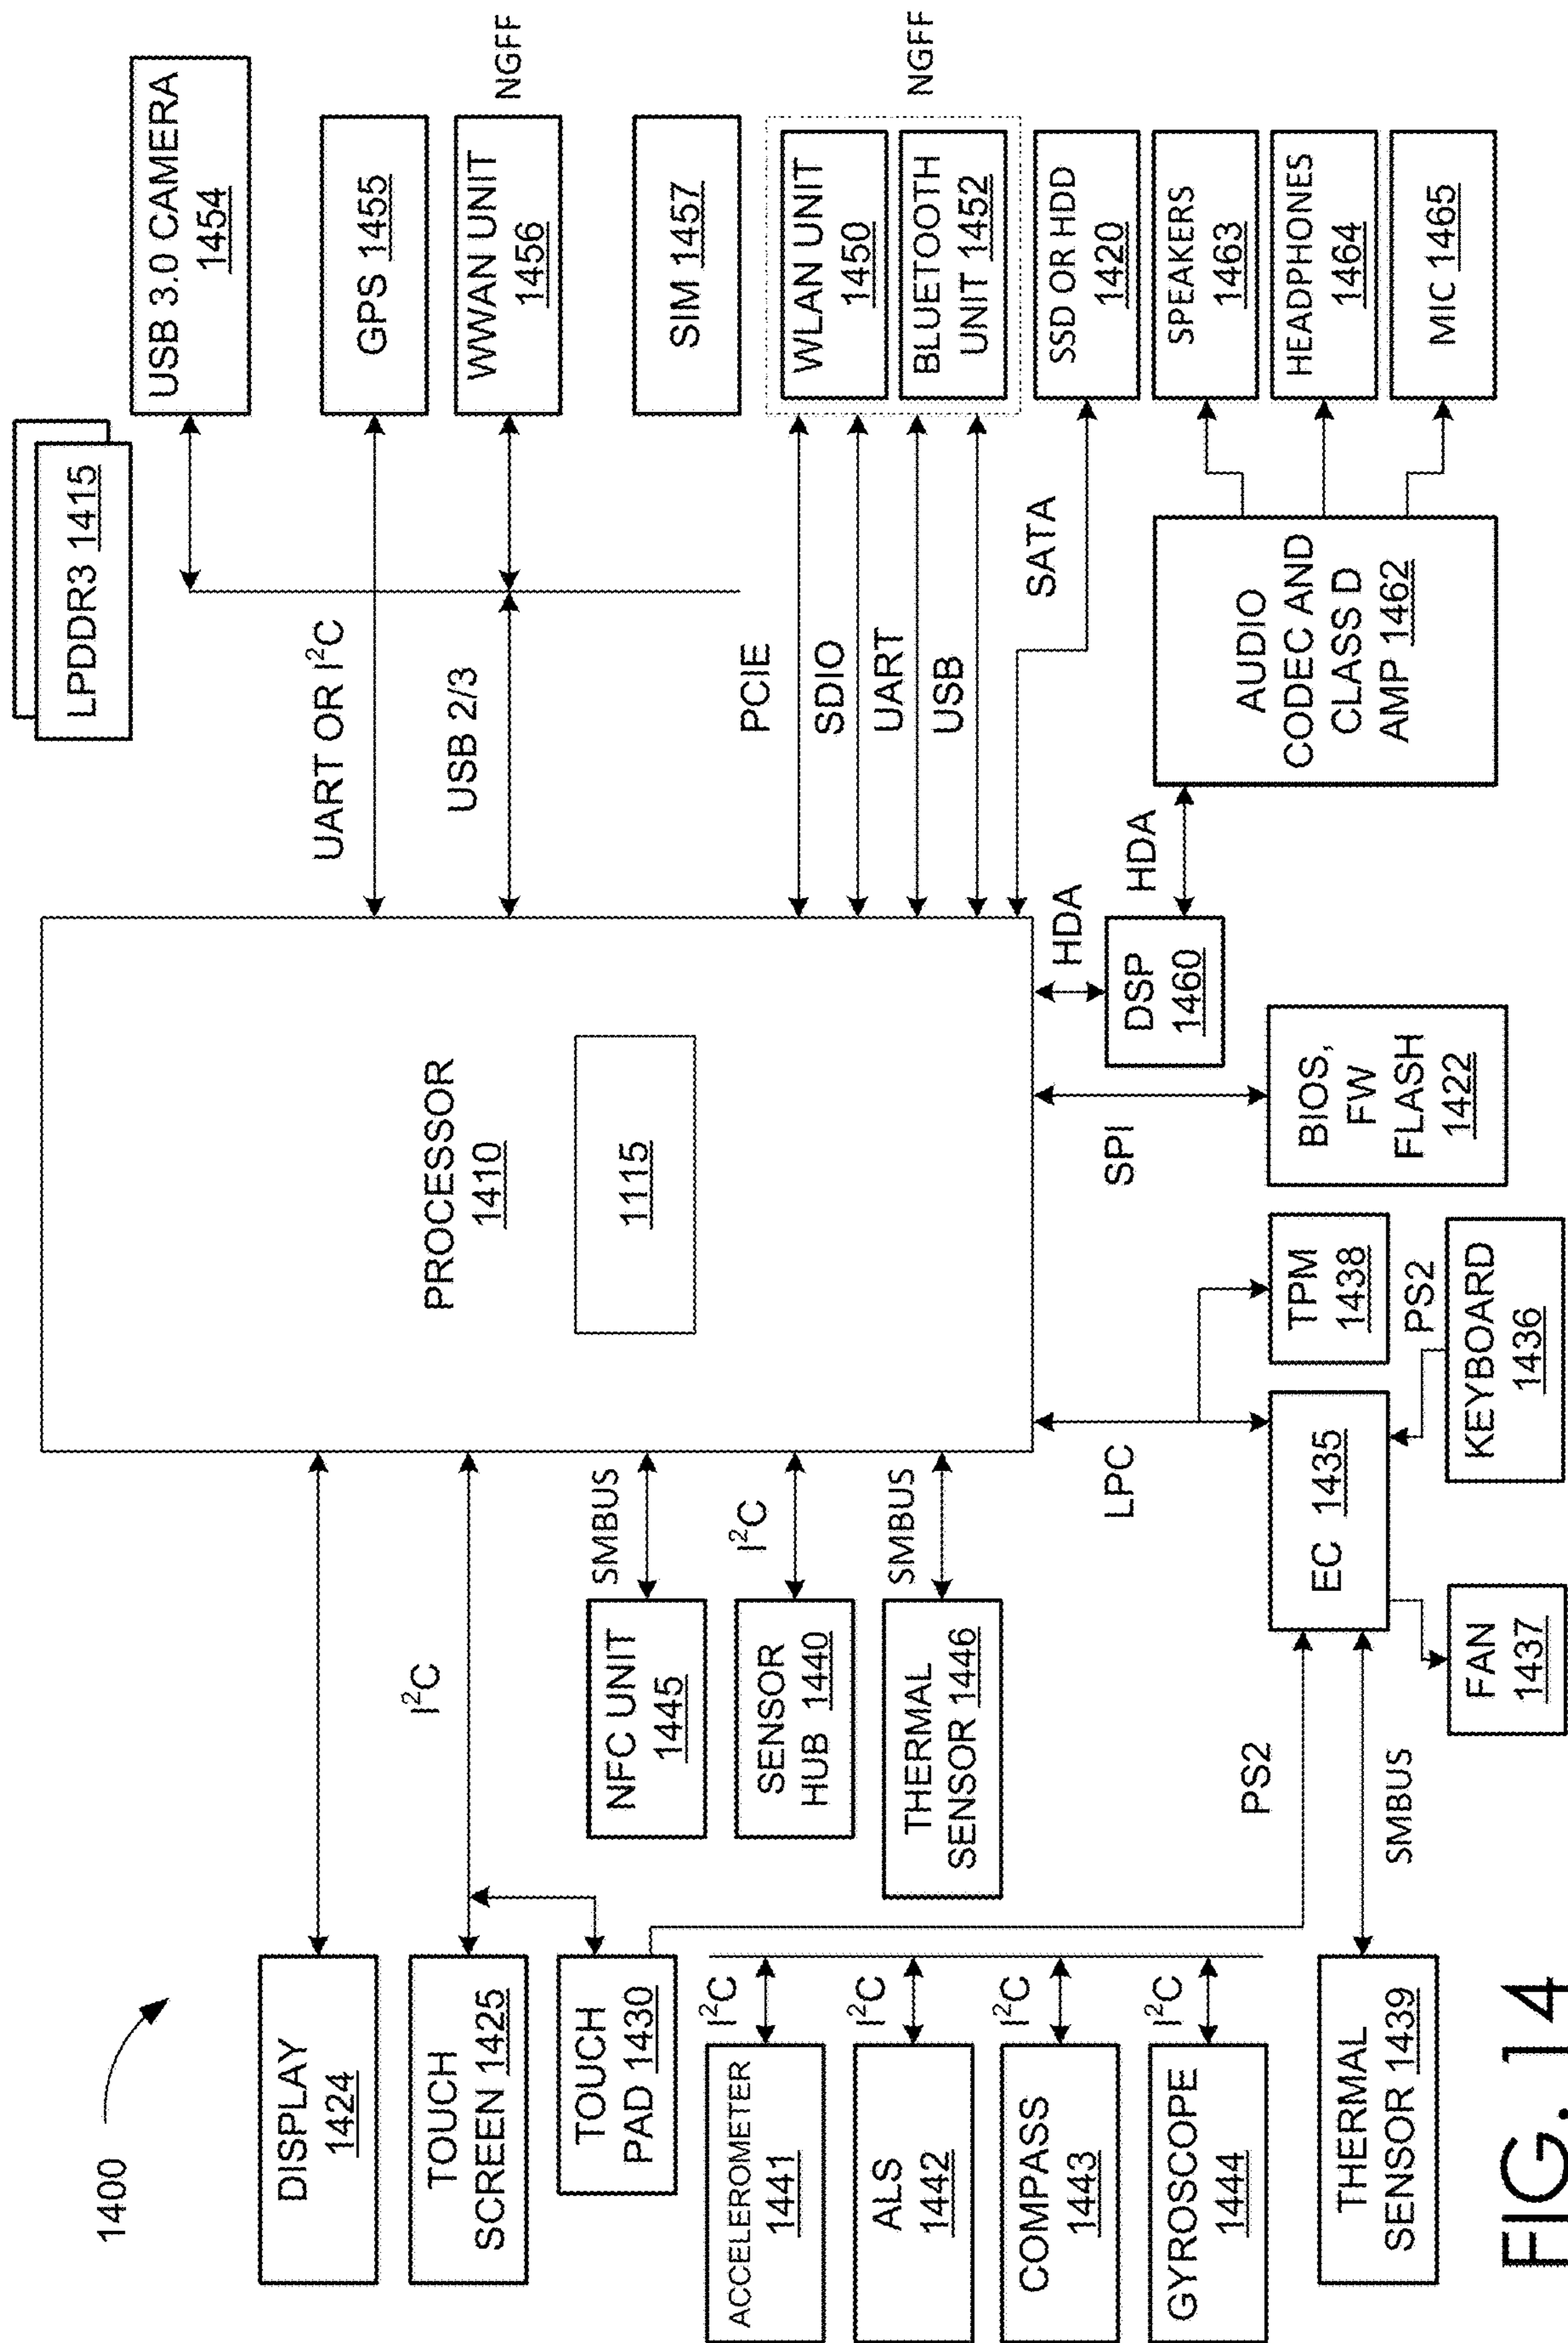 1400
DISPLAY
1424
TOUCH
SCREEN 1425
TOUCH
PAD 1430
ACCELEROMETER
1441
ALS
1442
COMPASS
1443
GYROSCOPE
1444
THERMAL
SENSOR 1439
I²C
I²C
I²C
I²C
I²C
NFC UNIT
1445
SENSOR
HUB 1440
THERMAL
SENSOR 1446
SMBUS
I²C
SMBUS
PS2
SMBUS
FAN
1437
EC 1435
LPC
KEYBOARD
1436
PS2
TPM
1438
PROCESSOR
1410
1115
SPI
BIOS,
FW
FLASH
1422
DSP
1460
HDA
HDA
AUDIO
CODEC AND
CLASS D
AMP 1462
LPDDR3 1415
UART OR I²C
USB 2/3
PCIE
SDIO
UART
USB
SATA
USB 3.0 CAMERA
1454
GPS 1455
WWAN UNIT
1456
NGFF
SIM 1457
WLAN UNIT
1450
BLUETOOTH
UNIT 1452
NGFF
SSD OR HDD
1420
SPEAKERS
1463
HEADPHONES
1464
MIC 1465
FIG. 14